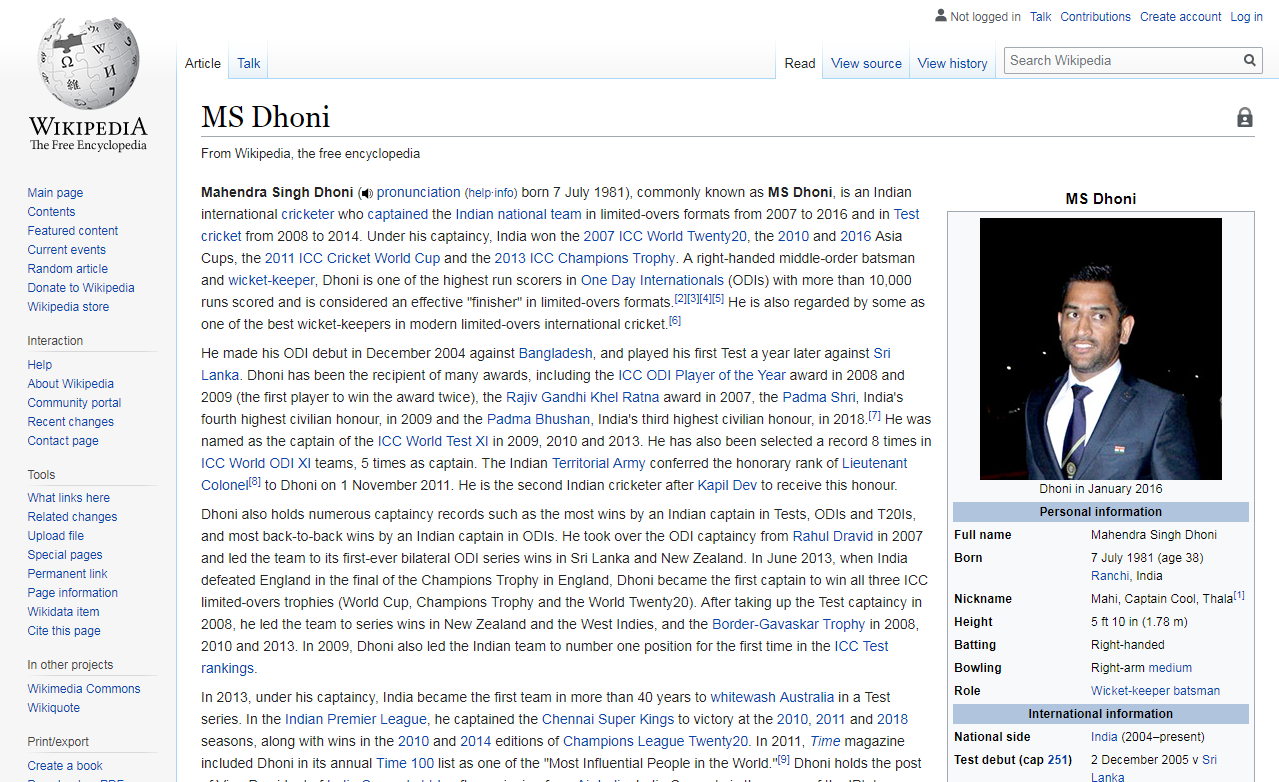 Not logged in Talk Contributions Create account Log in
Article Talk Read View source View history Search Wikipedia
WIKIPEDIA
The Free Encyclopedia
Main page
Contents
Featured content
Current events
Random article
Donate to Wikipedia
Wikipedia store
Interaction
Help
About Wikipedia
Community portal
Recent changes
Contact page
Tools
What links here
Related changes
Upload file
Special pages
Permanent link
Page information
Wikidata item
Cite this page
In other projects
Wikimedia Commons
Wikiquote
Print/export
Create a book
MS Dhoni
From Wikipedia, the free encyclopedia
Mahendra Singh Dhoni ( pronunciation (help·info) born 7 July 1981), commonly known as MS Dhoni, is an Indian
international cricketer who captained the Indian national team in limited-overs formats from 2007 to 2016 and in Test
cricket from 2008 to 2014. Under his captaincy, India won the 2007 ICC World Twenty20, the 2010 and 2016 Asia
Cups, the 2011 ICC Cricket World Cup and the 2013 ICC Champions Trophy. A right-handed middle-order batsman
and wicket-keeper, Dhoni is one of the highest run scorers in One Day Internationals (ODIs) with more than 10,000
runs scored and is considered an effective "finisher" in limited-overs formats.[2][3][4][5] He is also regarded by some as
one of the best wicket-keepers in modern limited-overs international cricket.[6]
He made his ODI debut in December 2004 against Bangladesh, and played his first Test a year later against Sri
Lanka. Dhoni has been the recipient of many awards, including the ICC ODI Player of the Year award in 2008 and
2009 (the first player to win the award twice), the Rajiv Gandhi Khel Ratna award in 2007, the Padma Shri, India's
fourth highest civilian honour, in 2009 and the Padma Bhushan, India's third highest civilian honour, in 2018.[7] He was
named as the captain of the ICC World Test XI in 2009, 2010 and 2013. He has also been selected a record 8 times in
ICC World ODI XI teams, 5 times as captain. The Indian Territorial Army conferred the honorary rank of Lieutenant
Colonel[8] to Dhoni on 1 November 2011. He is the second Indian cricketer after Kapil Dev to receive this honour.
Dhoni also holds numerous captaincy records such as the most wins by an Indian captain in Tests, ODIs and T20Is,
and most back-to-back wins by an Indian captain in ODIs. He took over the ODI captaincy from Rahul Dravid in 2007
and led the team to its first-ever bilateral ODI series wins in Sri Lanka and New Zealand. In June 2013, when India
defeated England in the final of the Champions Trophy in England, Dhoni became the first captain to win all three ICC
limited-overs trophies (World Cup, Champions Trophy and the World Twenty20). After taking up the Test captaincy in
2008, he led the team to series wins in New Zealand and the West Indies, and the Border-Gavaskar Trophy in 2008,
2010 and 2013. In 2009, Dhoni also led the Indian team to number one position for the first time in the ICC Test
rankings.
In 2013, under his captaincy, India became the first team in more than 40 years to whitewash Australia in a Test
series. In the Indian Premier League, he captained the Chennai Super Kings to victory at the 2010, 2011 and 2018
seasons, along with wins in the 2010 and 2014 editions of Champions League Twenty20. In 2011, Time magazine
included Dhoni in its annual Time 100 list as one of the "Most Influential People in the World."[9] Dhoni holds the post
MS Dhoni
Dhoni in January 2016
Personal information
Full name Mahendra Singh Dhoni
Born 7 July 1981 (age 38)
Ranchi, India
Nickname Mahi, Captain Cool, Thala[1]
Height 5 ft 10 in (1.78 m)
Batting Right-handed
Bowling Right-arm medium
Role Wicket-keeper batsman
International information
National side India (2004–present)
Test debut (cap 251) 2 December 2005 v Sri
Lanka